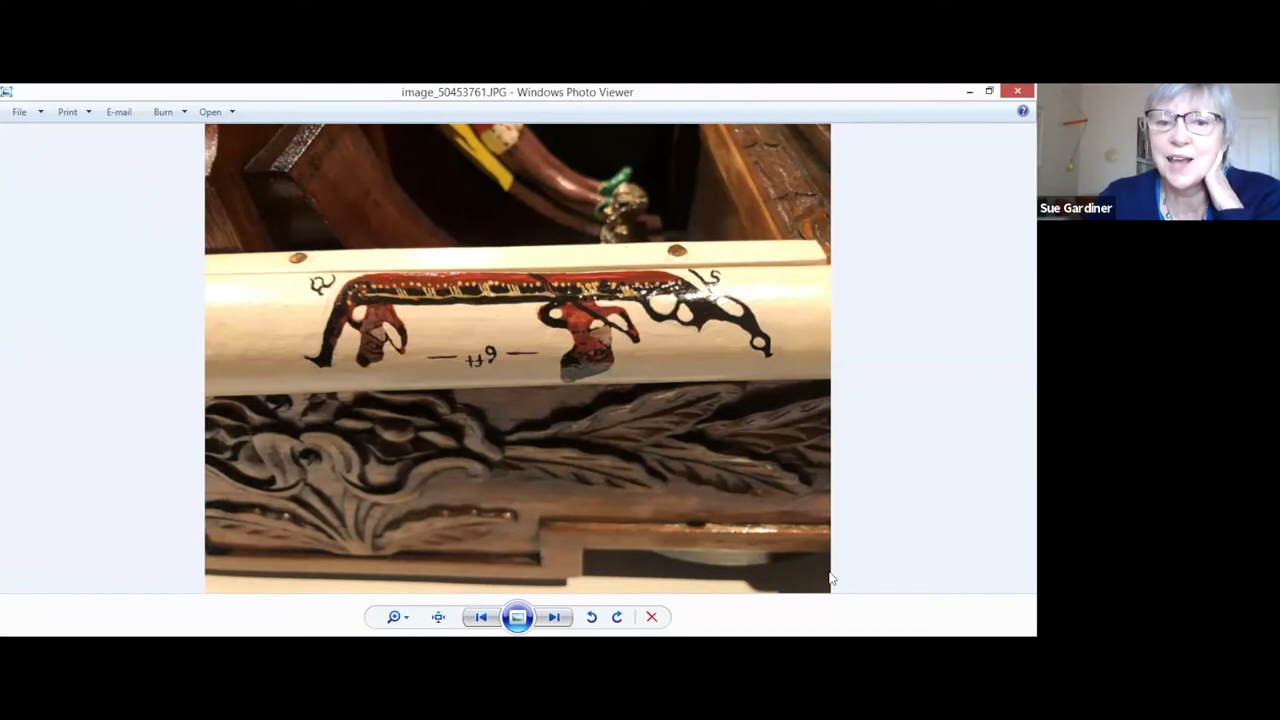 image_50453761.JPG - Windows Photo Viewer
File Print E-mail Burn Open
Sue Gardiner